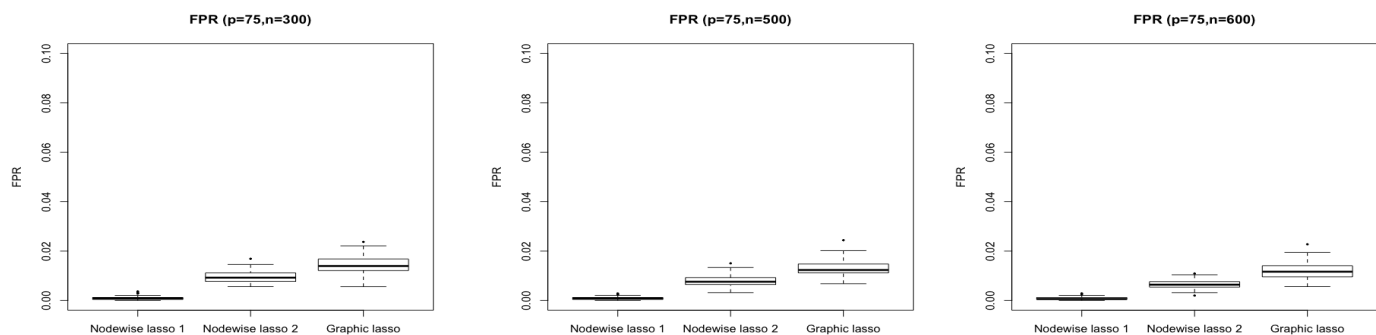 FPR (p=75,n=300)
FPR
0.10
0.08
0.06
0.04
0.02
0.00
Nodewise lasso 1 Nodewise lasso 2 Graphic lasso
FPR (p=75,n=500)
FPR
0.10
0.08
0.06
0.04
0.02
0.00
Nodewise lasso 1 Nodewise lasso 2 Graphic lasso
FPR (p=75,n=600)
FPR
0.10
0.08
0.06
0.04
0.02
0.00
Nodewise lasso 1 Nodewise lasso 2 Graphic lasso